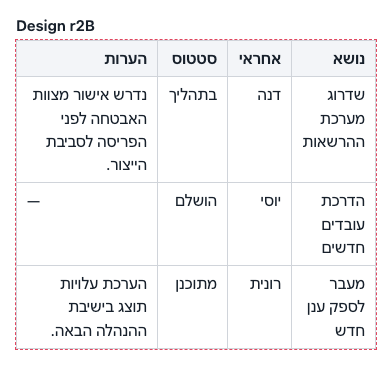 Design r2B
נושא אחראי סטטוס הערות
שדרוג דנה בתהליך נדרש אישור מצוות
מערכת האבטחה לפני
ההרשאות הפריסה לסביבת
הייצור.
הדרכת יוסי הושלם —
עובדים
חדשים
מעבר רונית מתוכנן הערכת עלויות
לספק ענן תוצג בישיבת
חדש ההנהלה הבאה.